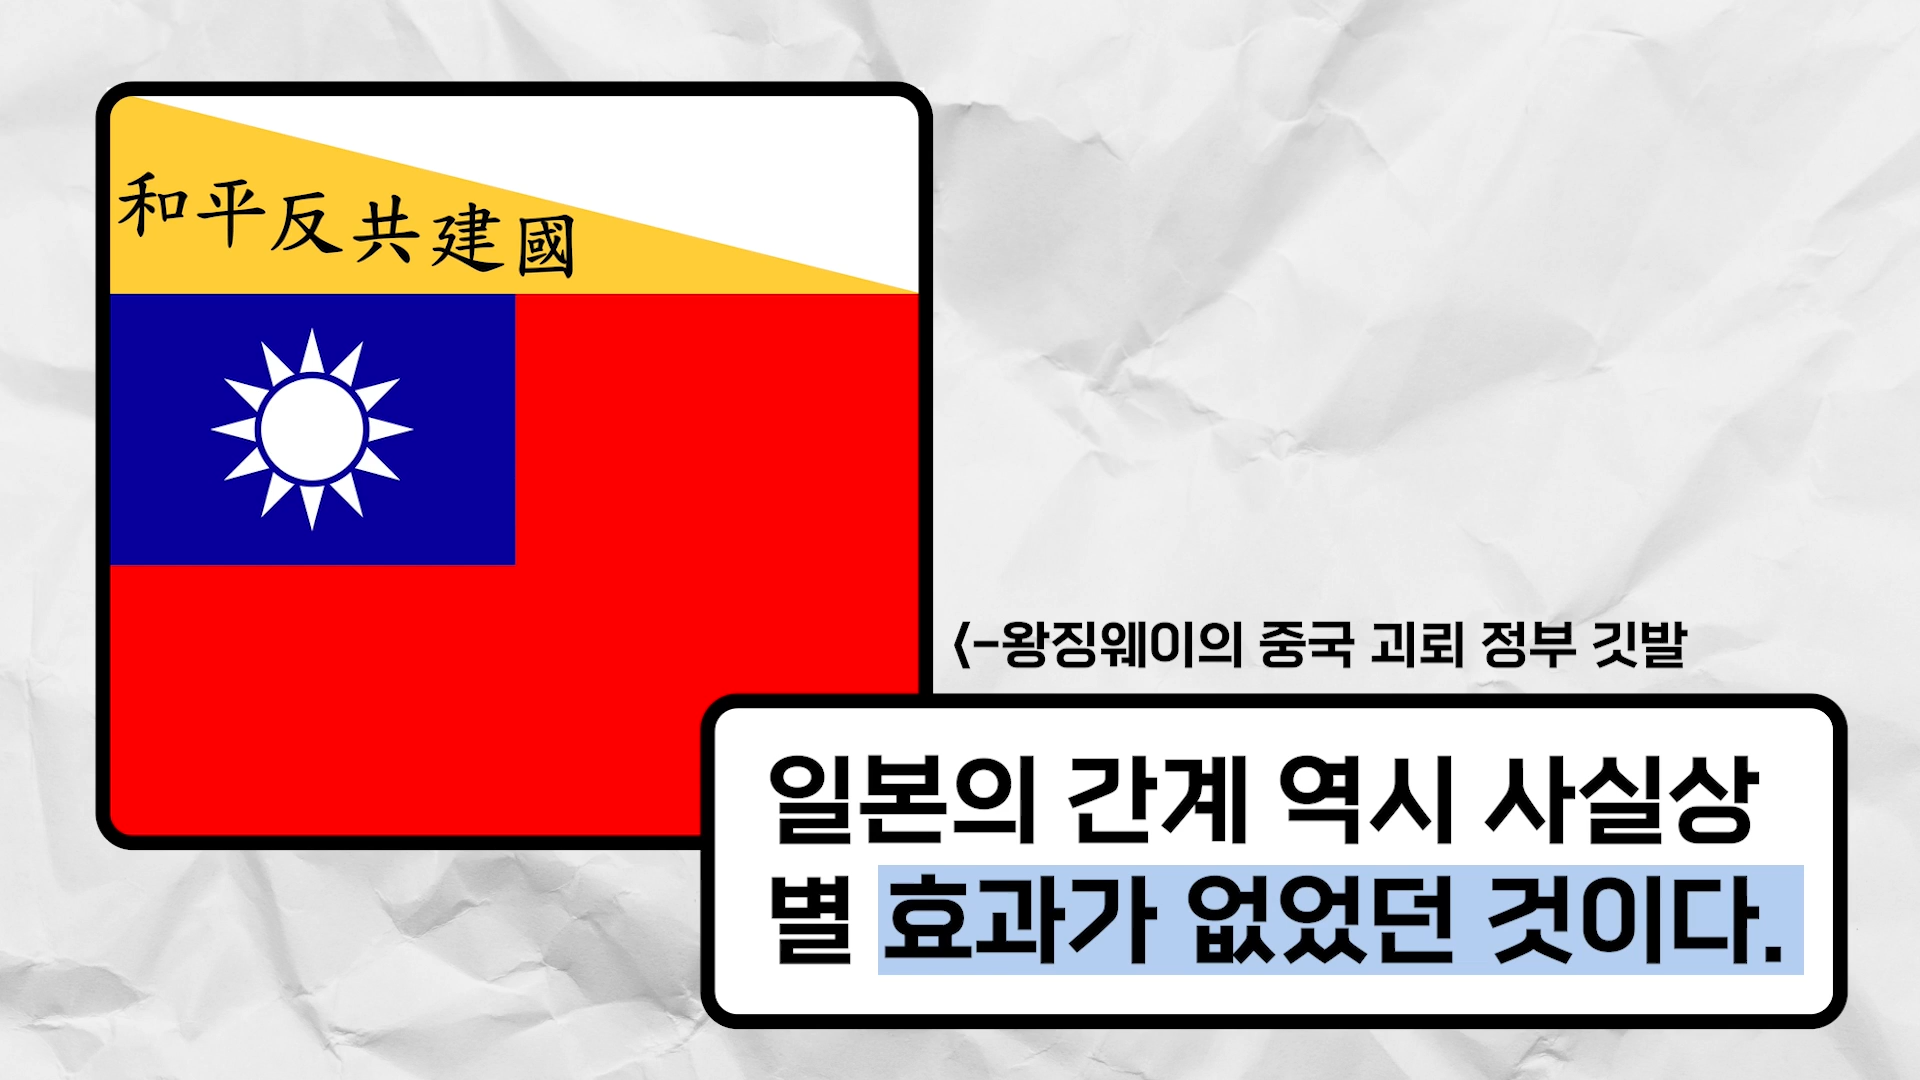 和平反共建國
<-왕징웨이의 중국 괴뢰 정부 깃발
일본의 간계 역시 사실상
별 효과가 없었던 것이다.